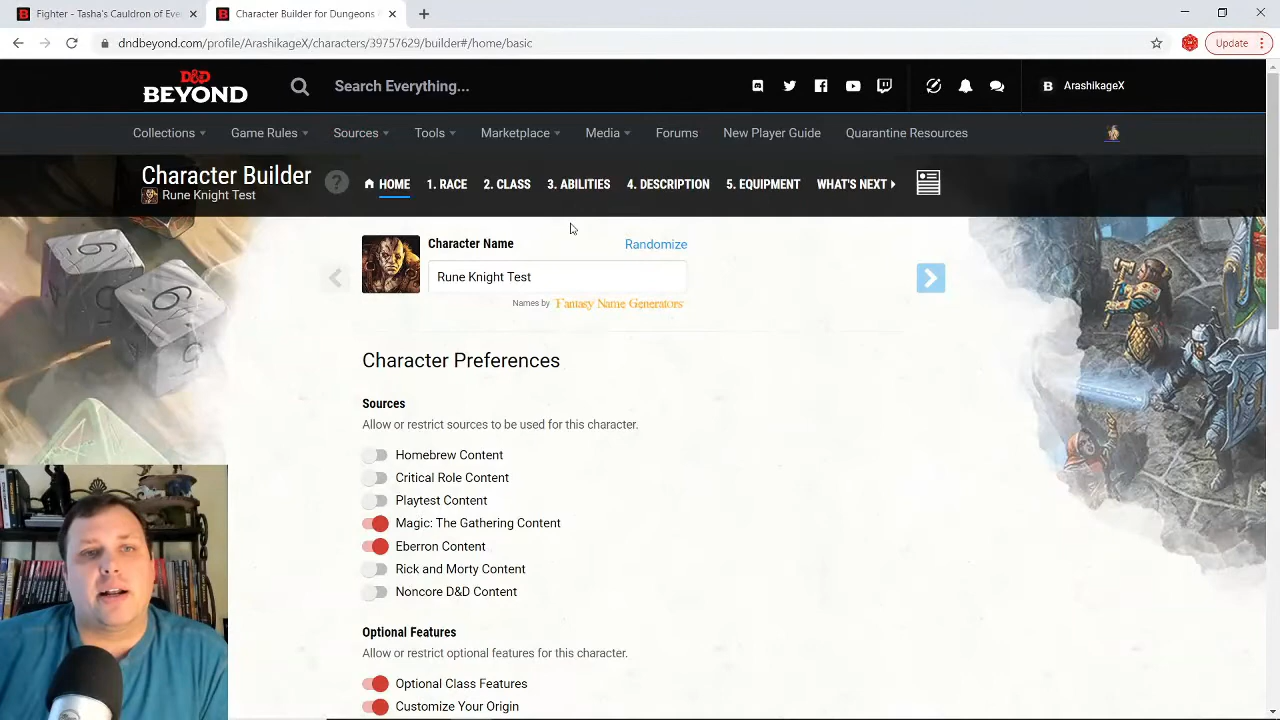 Fighter - Tasha's Cauldron of Eve
Character Builder for Dungeons
dndbeyond.com/profile/ArashikageX/characters/39757629/builder#/home/basic
Update
D&D
BEYOND
Search Everything...
ArashikageX
Collections
Game Rules
Sources
Tools
Marketplace
Media
Forums
New Player Guide
Quarantine Resources
Character Builder
Rune Knight Test
?
HOME
1. RACE
2. CLASS
3. ABILITIES
4. DESCRIPTION
5. EQUIPMENT
WHAT'S NEXT
Character Name
Randomize
Rune Knight Test
Names by Fantasy Name Generators
Character Preferences
Sources
Allow or restrict sources to be used for this character.
Homebrew Content
Critical Role Content
Playtest Content
Magic: The Gathering Content
Eberron Content
Rick and Morty Content
Noncore D&D Content
Optional Features
Allow or restrict optional features for this character.
Optional Class Features
Customize Your Origin